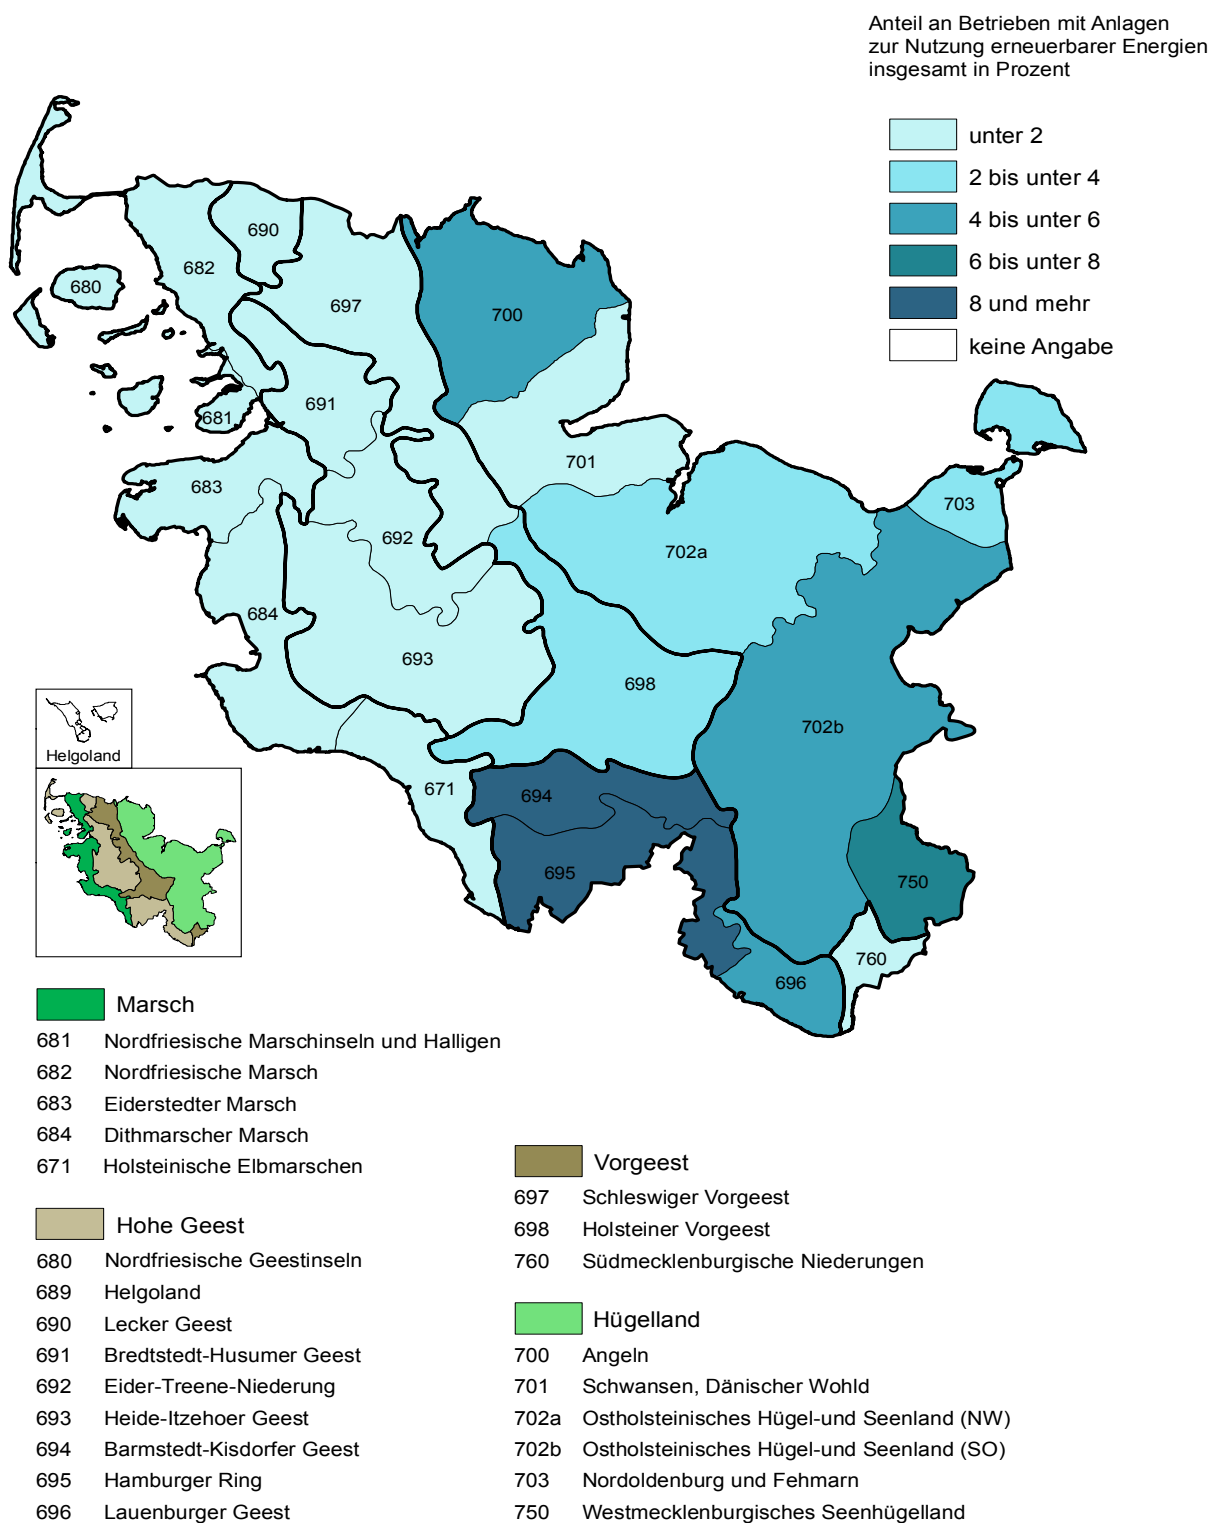 Anteil an Betrieben mit Anlagen
zur Nutzung erneuerbarer Energien
insgesamt in Prozent
unter 2
2 bis unter 4
4 bis unter 6
6 bis unter 8
8 und mehr
keine Angabe
690
682
680
697
700
691
681
701
683
703
692
702a
684
693
698
702b
671
694
695
750
760
696
Helgoland
Marsch
681 Nordfriesische Marschinseln und Halligen
682 Nordfriesische Marsch
683 Eiderstedter Marsch
684 Dithmarscher Marsch
671 Holsteinische Elbmarschen
Hohe Geest
680 Nordfriesische Geestinseln
689 Helgoland
690 Lecker Geest
691 Bredtstedt-Husumer Geest
692 Eider-Treene-Niederung
693 Heide-Itzehoer Geest
694 Barmstedt-Kisdorfer Geest
695 Hamburger Ring
696 Lauenburger Geest
Vorgeest
697 Schleswiger Vorgeest
698 Holsteiner Vorgeest
760 Südmecklenburgische Niederungen
Hügelland
700 Angeln
701 Schwansen, Dänischer Wohld
702a Ostholsteinisches Hügel-und Seenland (NW)
702b Ostholsteinisches Hügel-und Seenland (SO)
703 Nordoldenburg und Fehmarn
750 Westmecklenburgisches Seenhügelland